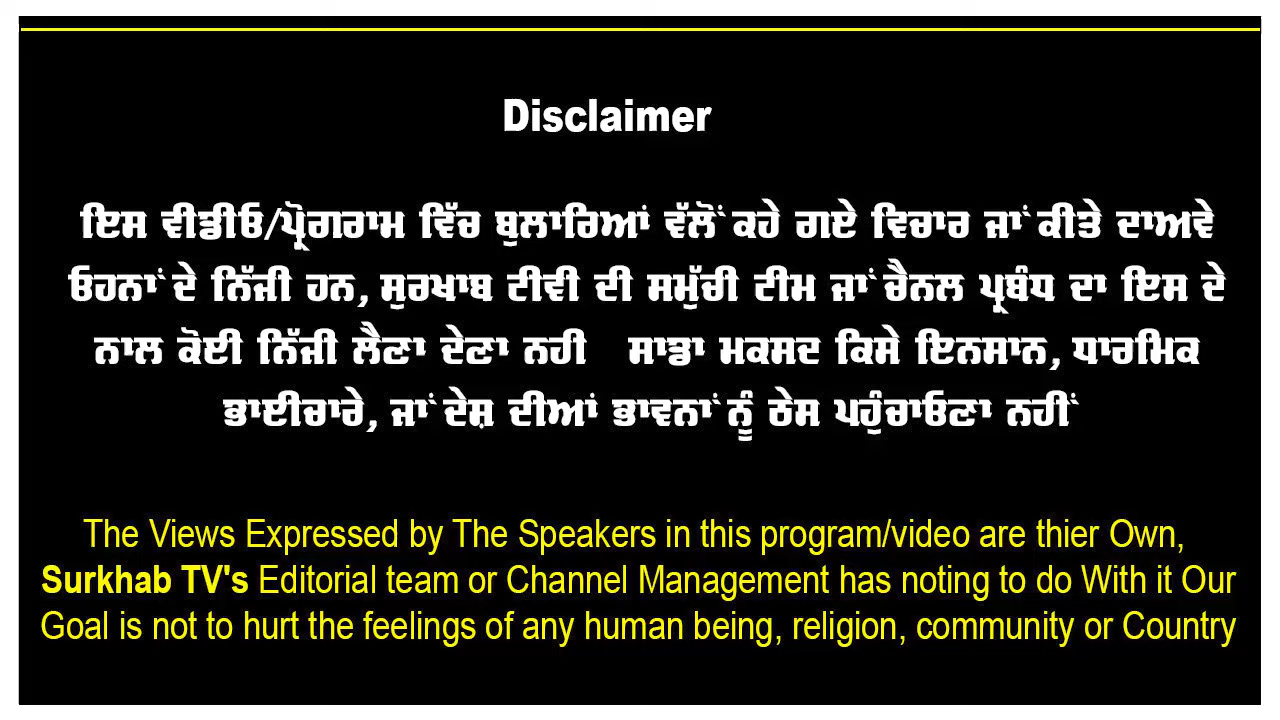 Disclaimer
ਇਸ ਵੀਡੀਓ/ਪ੍ਰੋਗਰਾਮ ਵਿੱਚ ਬੁਲਾਰਿਆਂ ਵੱਲੋਂ ਕਹੇ ਗਏ ਵਿਚਾਰ ਜਾਂ ਕੀਤੇ ਦਾਅਵੇ
ਓਹਨਾਂ ਦੇ ਨਿੱਜੀ ਹਨ, ਸੁਰਖਾਬ ਟੀਵੀ ਦੀ ਸਮੁੱਚੀ ਟੀਮ ਜਾਂ ਚੈਨਲ ਪ੍ਰਬੰਧ ਦਾ ਇਸ ਦੇ
ਨਾਲ ਕੋਈ ਨਿੱਜੀ ਲੈਣਾ ਦੇਣਾ ਨਹੀ ਸਾਡਾ ਮਕਸਦ ਕਿਸੇ ਇਨਸਾਨ, ਧਾਰਮਿਕ
ਭਾਈਚਾਰੇ, ਜਾਂ ਦੇਸ਼ ਦੀਆਂ ਭਾਵਨਾਂ ਨੂੰ ਠੇਸ ਪਹੁੰਚਾਓਣਾ ਨਹੀਂ
The Views Expressed by The Speakers in this program/video are thier Own,
Surkhab TV's Editorial team or Channel Management has noting to do With it Our
Goal is not to hurt the feelings of any human being, religion, community or Country